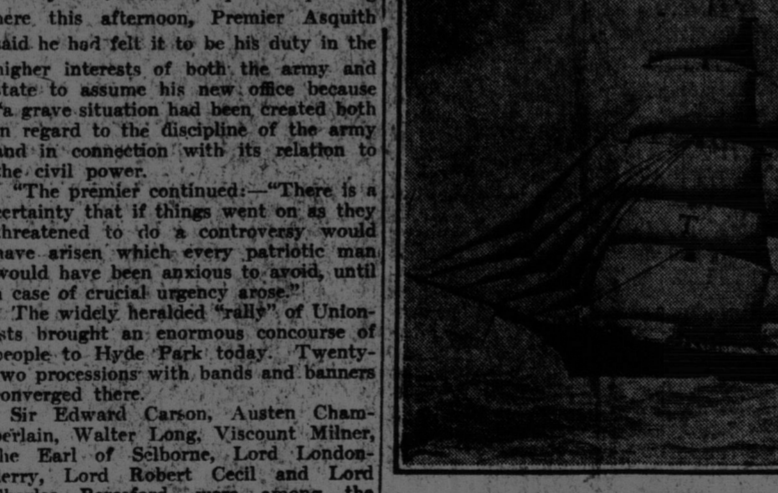 here this afternoon, Premier Asquith
said he had felt it to be his duty in the
higher interests of both the army and
state to assume his new office because
"a grave situation had been created both
in regard to the discipline of the army
and in connection with its relation to
the civil power.
"The premier continued:—"There is a
certainty that if things went on as they
threatened to do a controversy would
have arisen which every patriotic man
would have been anxious to avoid, until
a case of crucial urgency arose."
The widely heralded "rally" of Union-
ists brought an enormous concourse of
people to Hyde Park today. Twenty-
two processions with bands and banners
converged there.
Sir Edward Carson, Austen Cham-
berlain, Walter Long, Viscount Milner,
the Earl of Selborne, Lord London-
derry, Lord Robert Cecil and Lord